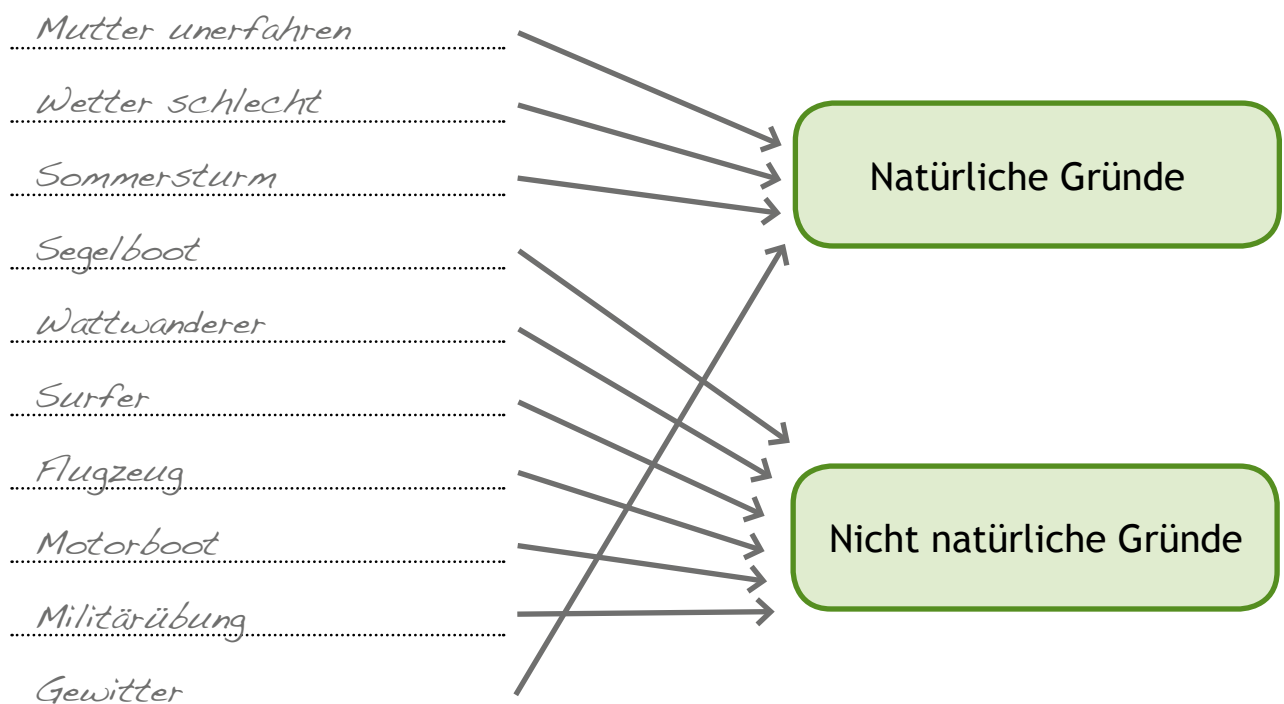 Mutter unerfahren
Wetter schlecht
Sommersturm
Segelboot
Wattwanderer
Surfer
Flugzeug
Motorboot
Militärübung
Gewitter
Natürliche Gründe
Nicht natürliche Gründe